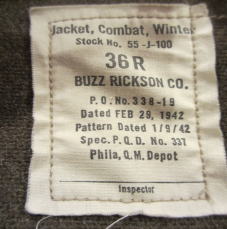 Jacket, Combat, Winter
Stock No. 55-J-100
36R
BUZZ RICKSON CO.
P.O. No. 338-19
Dated FEB 29, 1942
Pattern Dated 1/9/42
Spec. P.Q.D. No. 337
Phila, Q.M. Depot
Inspector